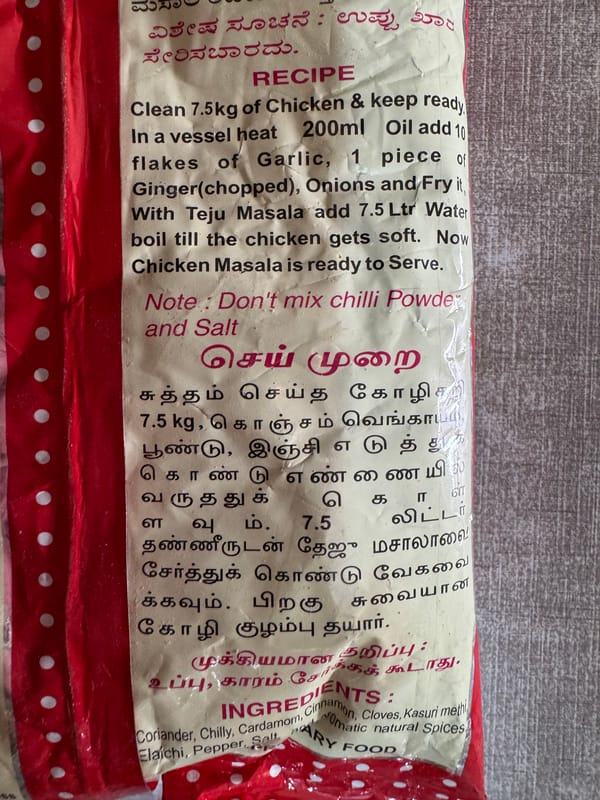 ವಿಶೇಷ ಸೂಚನೆ : ಉಪ್ಪು ಖಾರ
ಸೇರಿಸಬಾರದು.
RECIPE
Clean 7.5kg of Chicken & keep ready.
In a vessel heat 200ml Oil add 10
flakes of Garlic, 1 piece of
Ginger(chopped), Onions and Fry it,
With Teju Masala add 7.5 Ltr Water
boil till the chicken gets soft. Now
Chicken Masala is ready to Serve.
Note : Don't mix chilli Powder
and Salt
செய் முறை
சுத்தம் செய்த கோழிகறி
7.5 kg, கொஞ்சம் வெங்காயம்,
பூண்டு, இஞ்சி எடுத்துக்
கொண்டு எண்ணையில்
வருததுக் கொள்
ளவும். 7.5 லிட்டர்
தண்ணீருடன் தேஜு மசாலாவை
சேர்த்துக் கொண்டு வேகவை
க்கவும். பிறகு சுவையான
கோழி குழம்பு தயார்.
முக்கியமான குறிப்பு :
உப்பு, காரம் சேர்க்கக் கூடாது.
INGREDIENTS :
Coriander, Chilly, Cardamom, Cinnamon, Cloves, Kasuri methi,
Elaichi, Pepper, Salt, aromatic natural Spices
FOOD